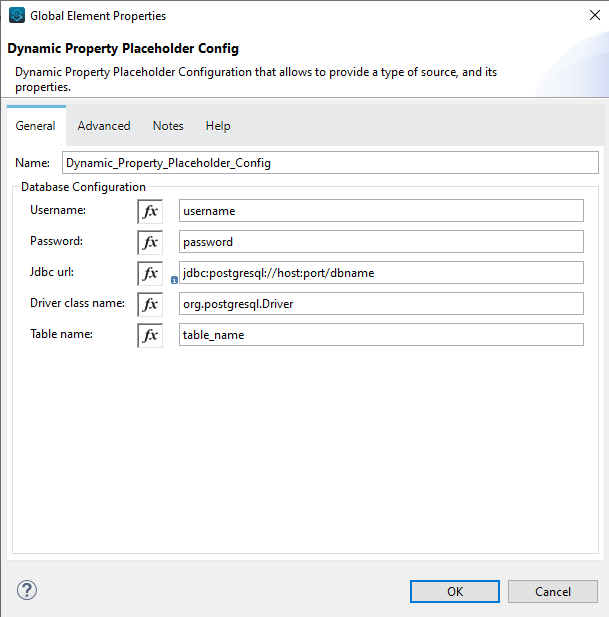 Global Element Properties
Dynamic Property Placeholder Config
Dynamic Property Placeholder Configuration that allows to provide a type of source, and its
properties.
General Advanced Notes Help
Name: Dynamic_Property_Placeholder_Config
Database Configuration
Username: fx username
Password: fx password
Jdbc url: fx jdbc:postgresql://host:port/dbname
Driver class name: fx org.postgresql.Driver
Table name: fx table_name
? OK Cancel